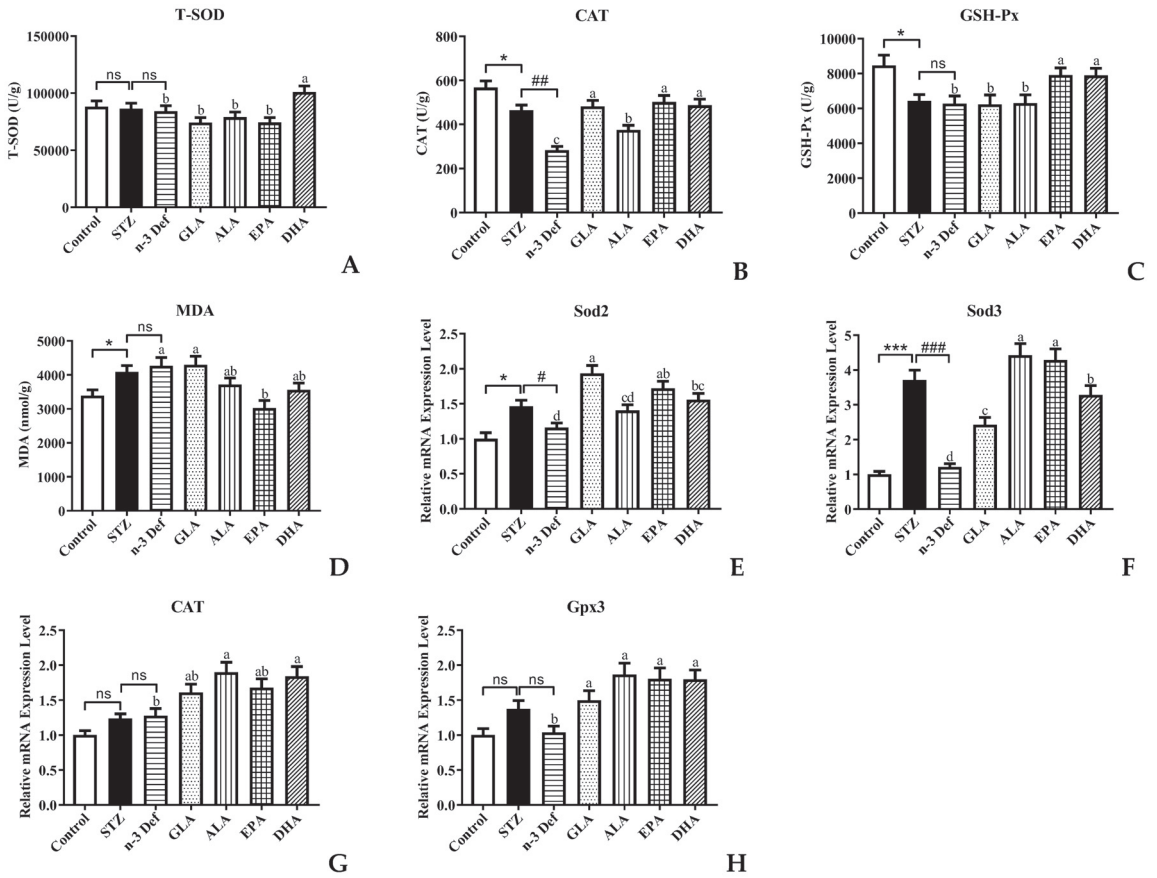 T-SOD
T-SOD (U/g)
150000
100000
50000
0
ns
ns
b
b
b
b
a
Control
STZ
n-3 Def
GLA
ALA
EPA
DHA
A
CAT
CAT (U/g)
800
600
400
200
0
*
##
c
a
b
a
a
Control
STZ
n-3 Def
GLA
ALA
EPA
DHA
B
GSH-Px
GSH-Px (U/g)
10000
8000
6000
4000
2000
0
*
ns
b
b
b
a
a
Control
STZ
n-3 Def
GLA
ALA
EPA
DHA
C
MDA
MDA (nmol/g)
5000
4000
3000
2000
1000
0
*
ns
a
a
ab
b
ab
Control
STZ
n-3 Def
GLA
ALA
EPA
DHA
D
Sod2
Relative mRNA Expression Level
2.5
2.0
1.5
1.0
0.5
0.0
*
#
d
a
cd
ab
bc
Control
STZ
n-3 Def
GLA
ALA
EPA
DHA
E
Sod3
Relative mRNA Expression Level
5
4
3
2
1
0
***
###
d
c
a
a
b
Control
STZ
n-3 Def
GLA
ALA
EPA
DHA
F
CAT
Relative mRNA Expression Level
2.5
2.0
1.5
1.0
0.5
0.0
ns
ns
b
ab
a
ab
a
Control
STZ
n-3 Def
GLA
ALA
EPA
DHA
G
Gpx3
Relative mRNA Expression Level
2.5
2.0
1.5
1.0
0.5
0.0
ns
ns
b
a
a
a
a
Control
STZ
n-3 Def
GLA
ALA
EPA
DHA
H